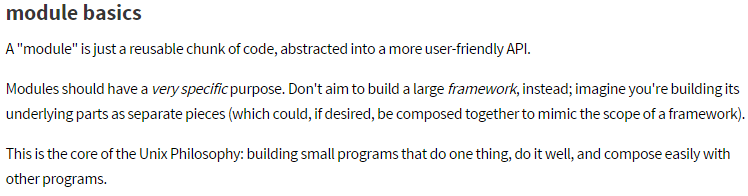 module basics
A "module" is just a reusable chunk of code, abstracted into a more user-friendly API.
Modules should have a very specific purpose. Don't aim to build a large framework, instead; imagine you're building its
underlying parts as separate pieces (which could, if desired, be composed together to mimic the scope of a framework).
This is the core of the Unix Philosophy: building small programs that do one thing, do it well, and compose easily with
other programs.